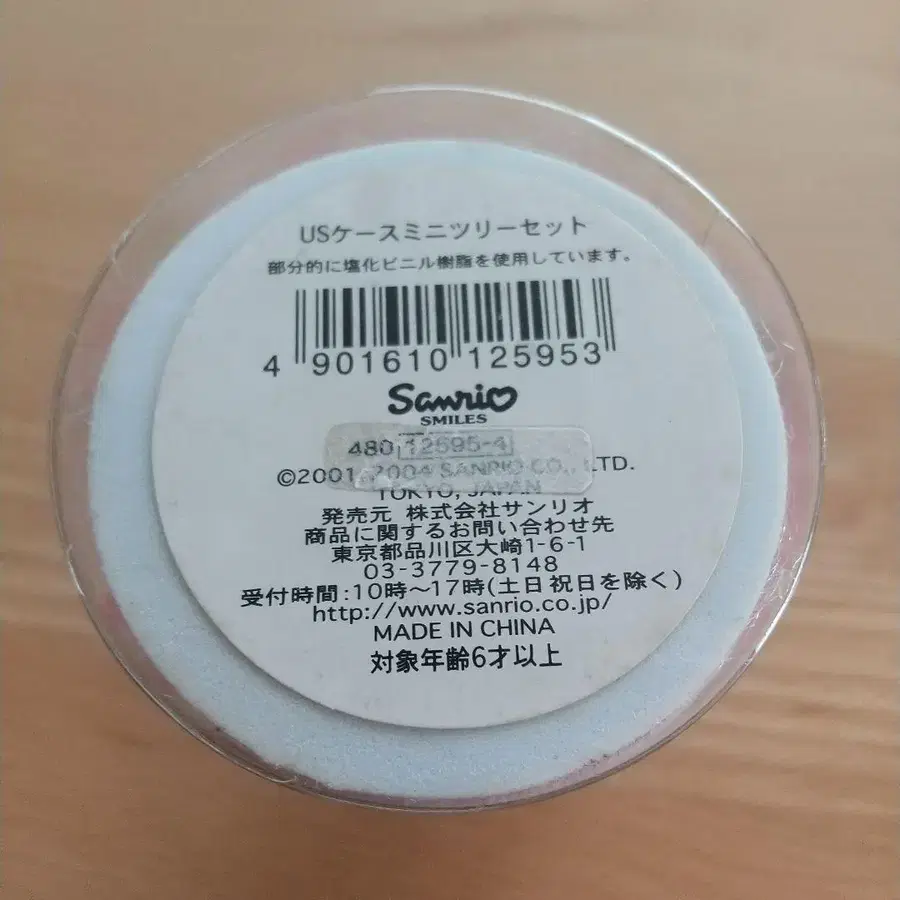 USケースミニツリーセット
部分的に塩化ビニル樹脂を使用しています。
4 901610 125953
Sanrio
SMILES
480 12595-4
©2001,2004 SANRIO CO., LTD.
TOKYO, JAPAN
発売元 株式会社サンリオ
商品に関するお問い合わせ先
東京都品川区大崎1-6-1
03-3779-8148
受付時間:10時～17時(土日祝日を除く)
http://www.sanrio.co.jp/
MADE IN CHINA
対象年齢6才以上